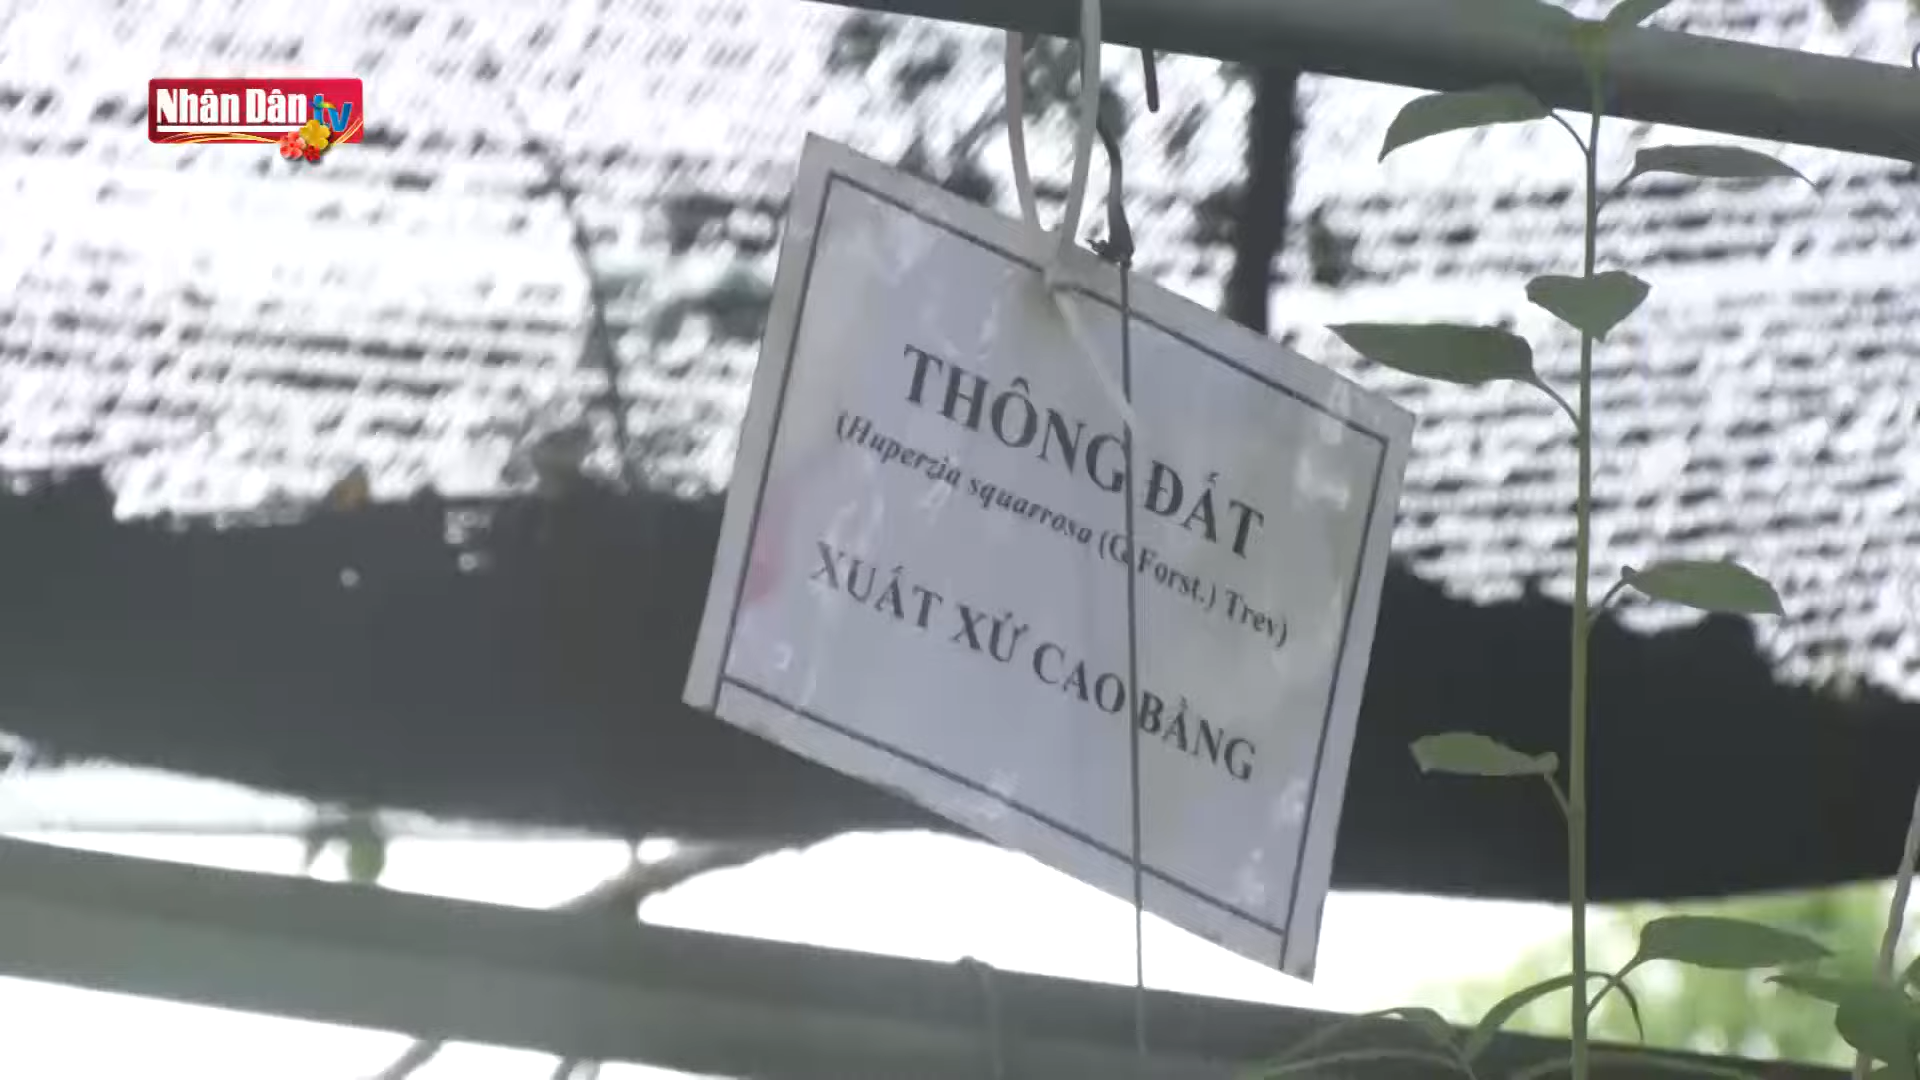 Nhân Dân tv
THÔNG ĐẤT
(Huperzia squarrosa (G.Forst.) Trev)
XUẤT XỨ CAO BẰNG